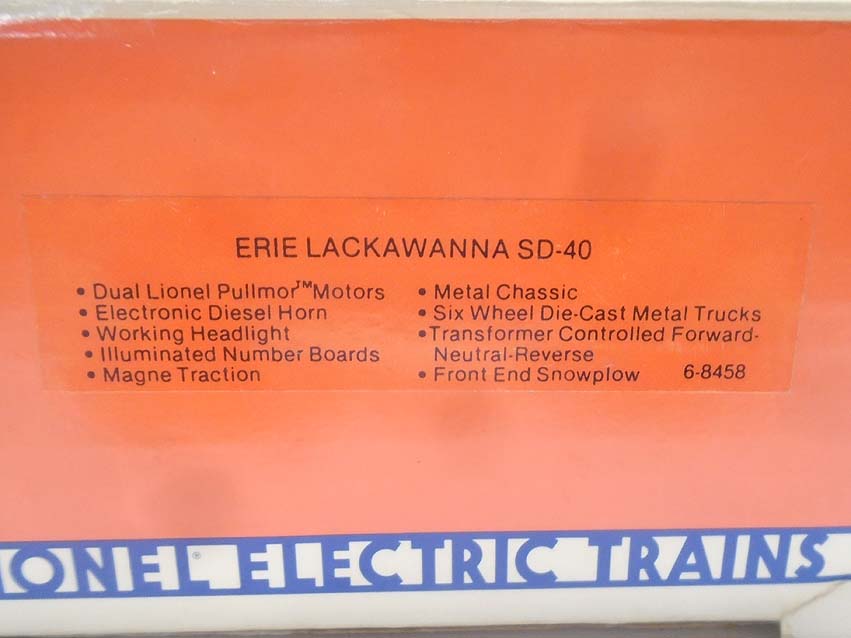 ERIE LACKAWANNA SD-40
• Dual Lionel Pullmor™ Motors
• Electronic Diesel Horn
• Working Headlight
• Illuminated Number Boards
• Magne Traction
• Metal Chassic
• Six Wheel Die-Cast Metal Trucks
• Transformer Controlled Forward-
Neutral-Reverse
• Front End Snowplow 6-8458
IONEL® ELECTRIC TRAINS